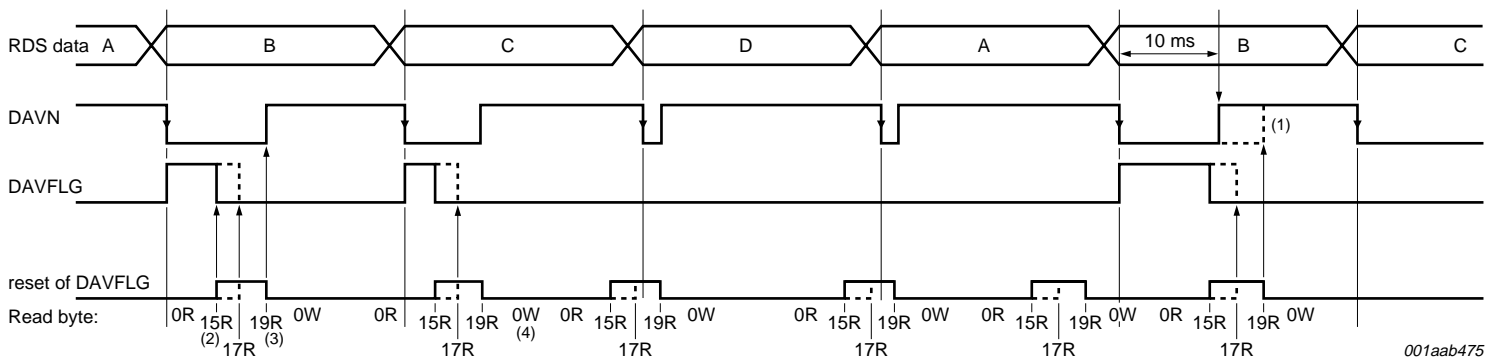 RDS data A B C D A B C
10 ms
DAVN
(1)
DAVFLG
reset of DAVFLG
Read byte: 0R 15R 19R 0W 0R 15R 19R 0W 0R 15R 19R 0W 0R 15R 19R 0W 0R 15R 19R 0W 0R 15R 19R 0W
(2) (3) (4)
17R 17R 17R 17R 17R 17R
001aab475